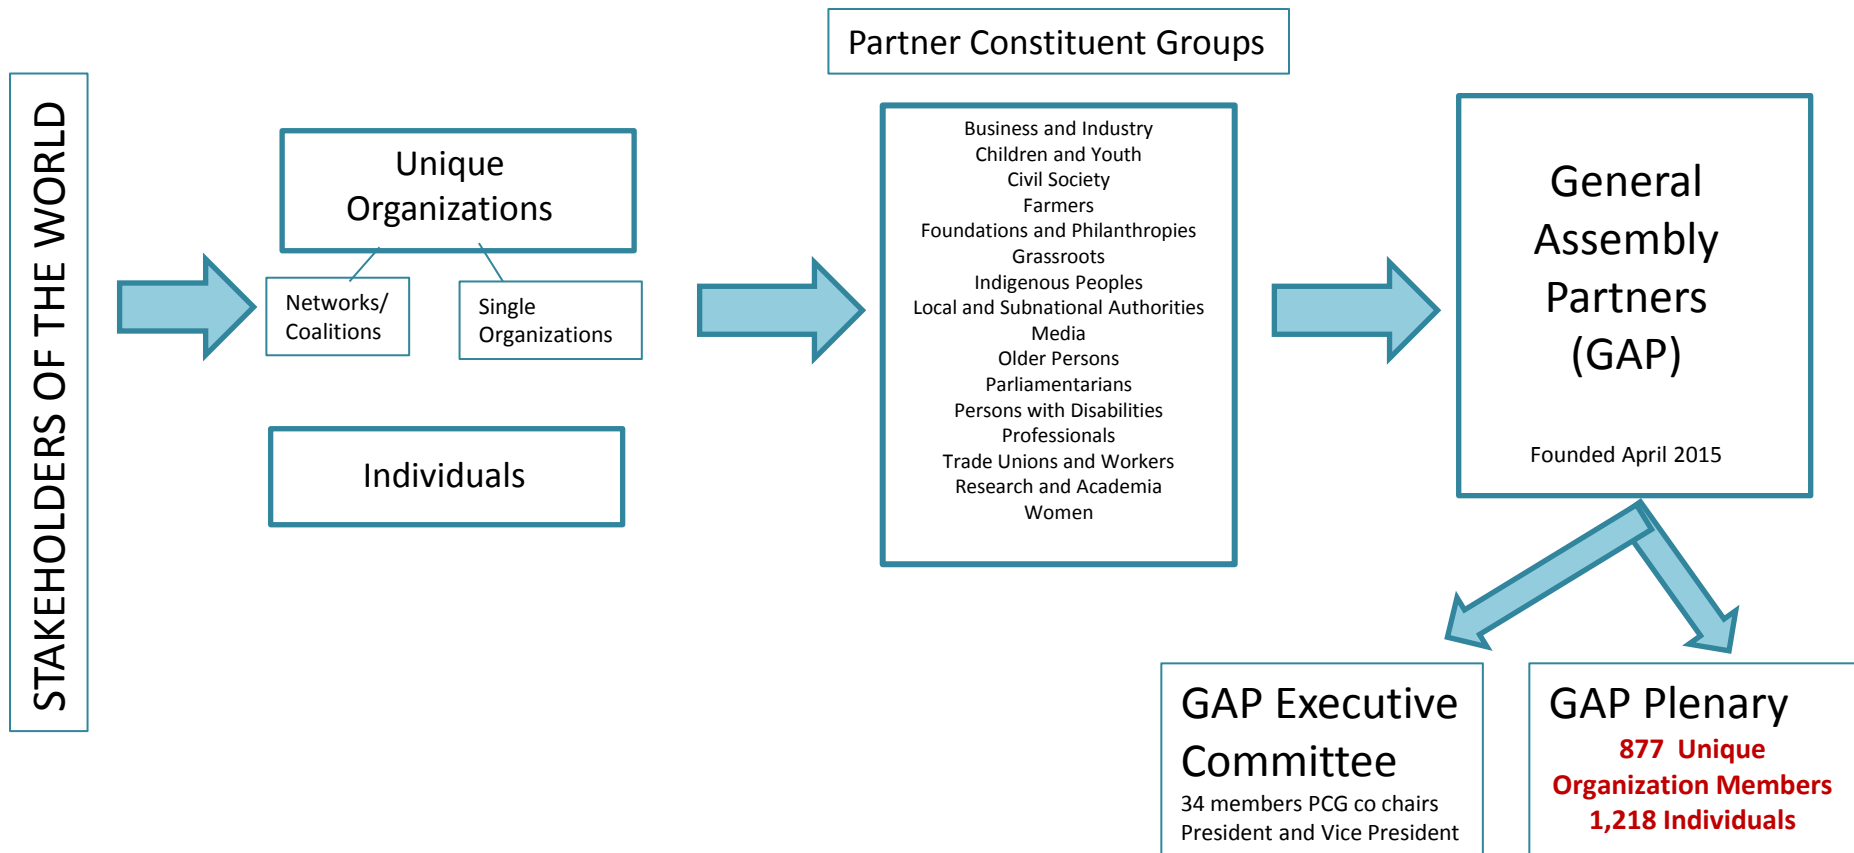 STAKEHOLDERS OF THE WORLD
Unique
Organizations
Networks/
Coalitions
Single
Organizations
Individuals
Partner Constituent Groups
Business and Industry
Children and Youth
Civil Society
Farmers
Foundations and Philanthropies
Grassroots
Indigenous Peoples
Local and Subnational Authorities
Media
Older Persons
Parliamentarians
Persons with Disabilities
Professionals
Trade Unions and Workers
Research and Academia
Women
General
Assembly
Partners
(GAP)
Founded April 2015
GAP Executive
Committee
34 members PCG co chairs
President and Vice President
GAP Plenary
877 Unique
Organization Members
1,218 Individuals